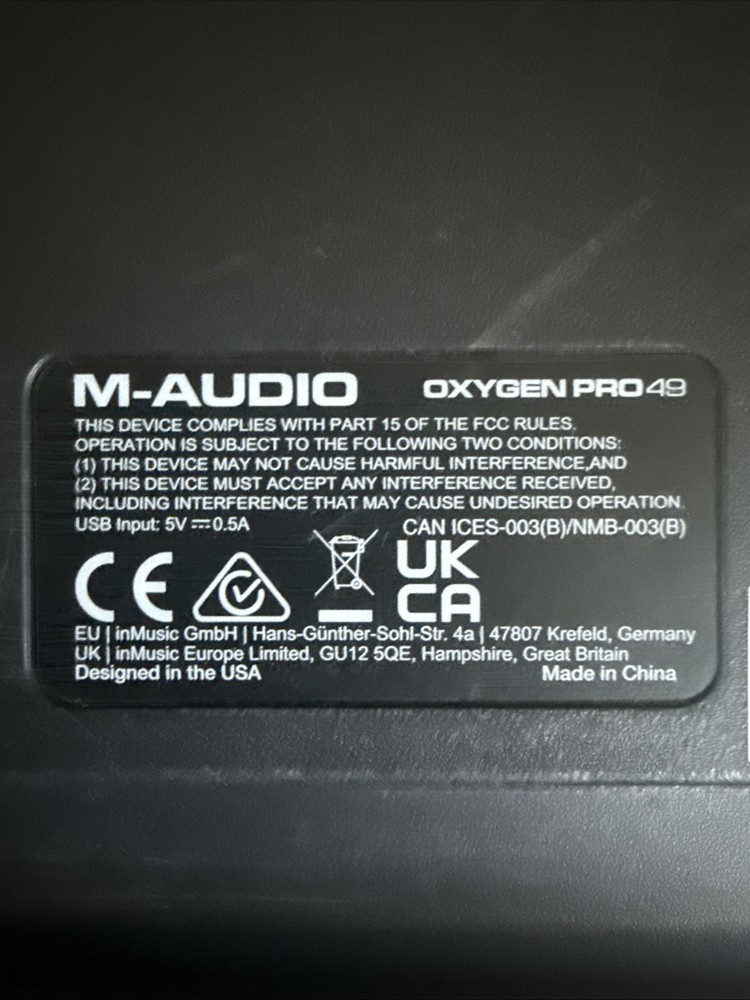 M-AUDIO OXYGEN PRO 49
THIS DEVICE COMPLIES WITH PART 15 OF THE FCC RULES.
OPERATION IS SUBJECT TO THE FOLLOWING TWO CONDITIONS:
(1) THIS DEVICE MAY NOT CAUSE HARMFUL INTERFERENCE,AND
(2) THIS DEVICE MUST ACCEPT ANY INTERFERENCE RECEIVED,
INCLUDING INTERFERENCE THAT MAY CAUSE UNDESIRED OPERATION.
USB Input: 5V ⎓ 0.5A CAN ICES-003(B)/NMB-003(B)
CE UK
CA
EU | inMusic GmbH | Hans-Günther-Sohl-Str. 4a | 47807 Krefeld, Germany
UK | inMusic Europe Limited, GU12 5QE, Hampshire, Great Britain
Designed in the USA Made in China